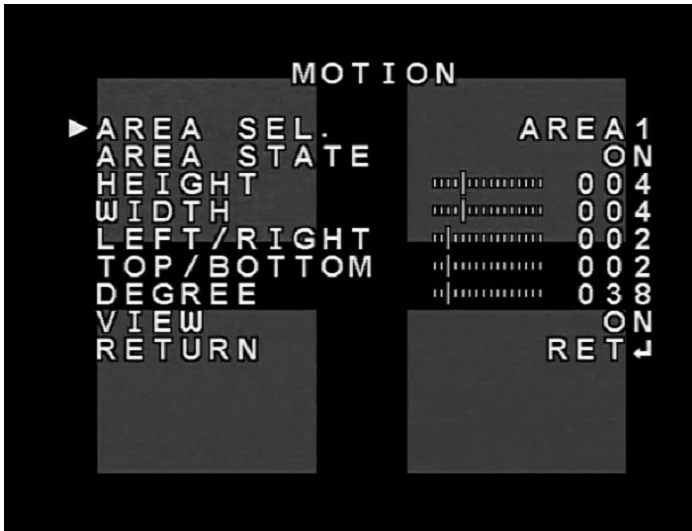 MOTION
►AREA SEL. AREA1
AREA STATE ON
HEIGHT 004
WIDTH 004
LEFT/RIGHT 002
TOP/BOTTOM 002
DEGREE 038
VIEW ON
RETURN RET↲